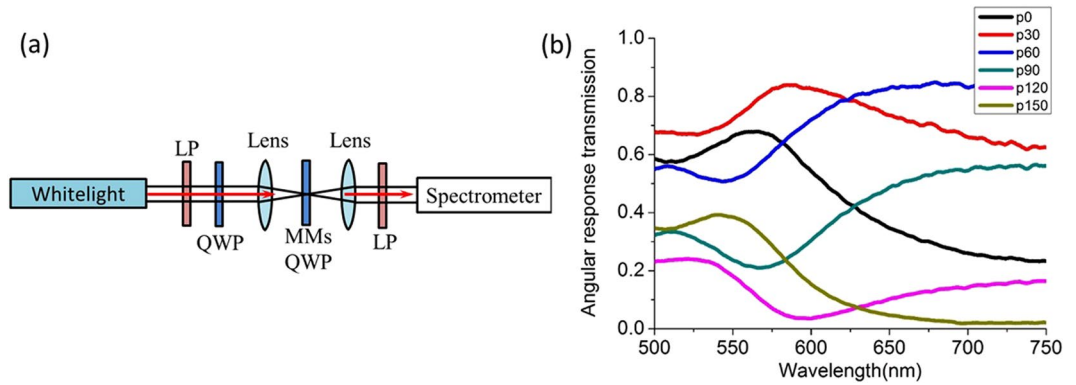 (a)
LP
Lens
Lens
Whitelight
Spectrometer
QWP
MMs
QWP
LP
(b)
p0
p30
p60
p90
p120
p150
Angular response transmission
1.0
0.8
0.6
0.4
0.2
0.0
500
550
600
650
700
750
Wavelength(nm)